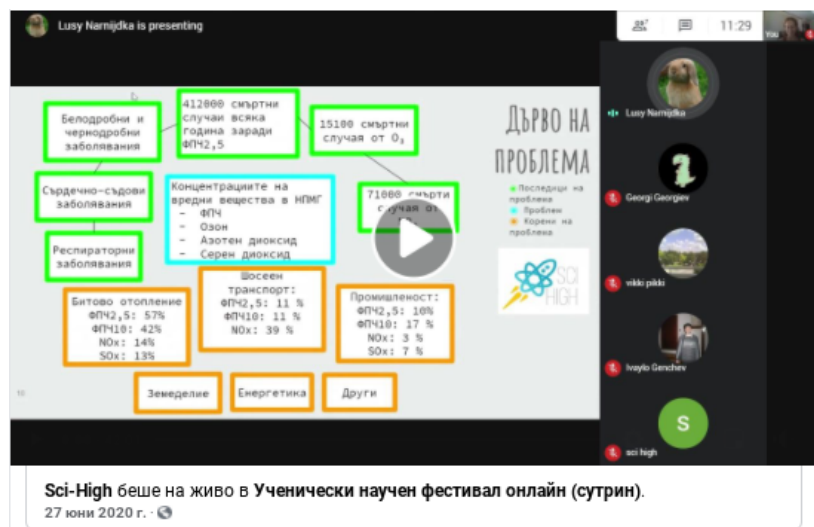 Lusy Narnijdka is presenting
11:29
You
Белодробни и
чернодробни
заболявания
412000 смъртни
случаи всяка
година заради
ФПЧ2,5
15100 смъртни
случая от O3
ДЪРВО НА
ПРОБЛЕМА
Последици на
проблема
Проблем
Корени на
проблема
Сърдечно-съдови
заболявания
Концентрациите на
вредни вещества в НПМГ
- ФПЧ
- Озон
- Азотен диоксид
- Серен диоксид
71000 смърти
случая от
Респираторни
заболявания
SCI
HIGH
Битово отопление
ФПЧ2,5: 57%
ФПЧ10: 42%
NOx: 14%
SOx: 13%
Шосеен
транспорт:
ФПЧ2,5: 11 %
ФПЧ10: 11 %
NOx: 39 %
Промишленост:
ФПЧ2,5: 10%
ФПЧ10: 17 %
NOx: 3 %
SOx: 7 %
Земеделие
Енергетика
Други
Lusy Narnijdka
Georgi Georgiev
vikki pikki
Ivaylo Genchev
S
sci high
Sci-High беше на живо в Ученически научен фестивал онлайн (сутрин).
27 юни 2020 г. ·